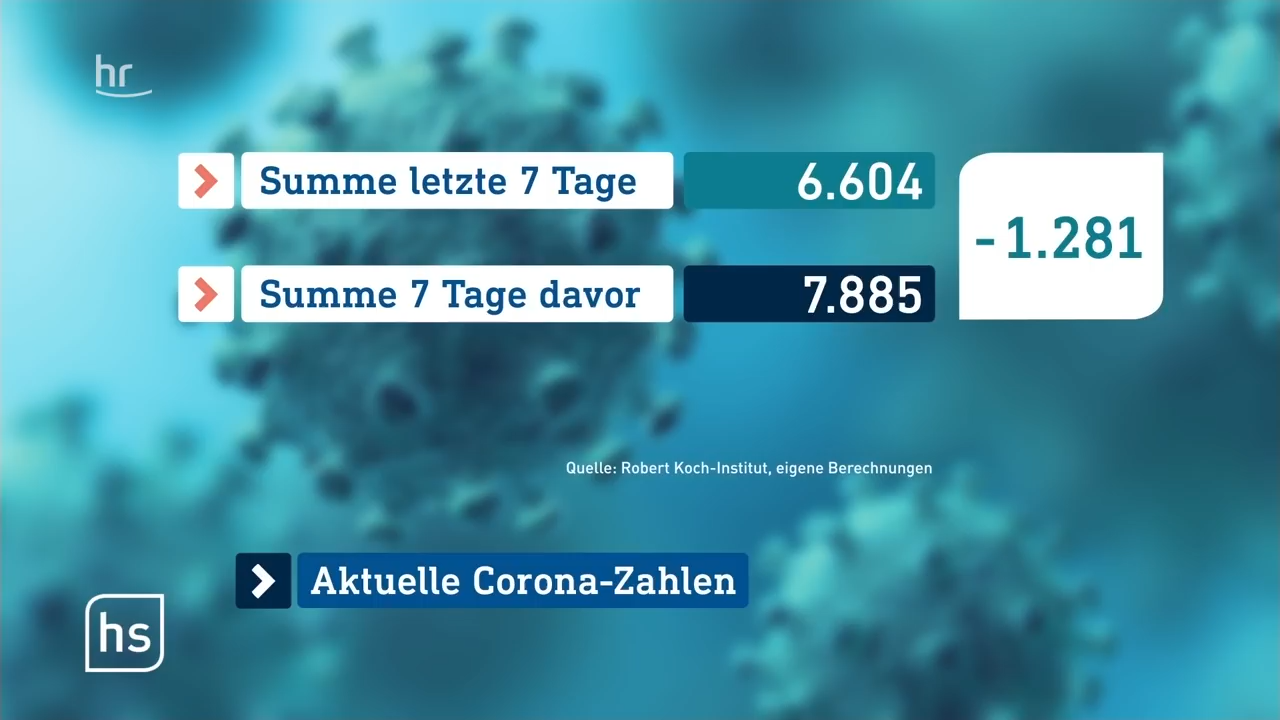 hr
Summe letzte 7 Tage 6.604
- 1.281
Summe 7 Tage davor 7.885
Quelle: Robert Koch-Institut, eigene Berechnungen
Aktuelle Corona-Zahlen
hs